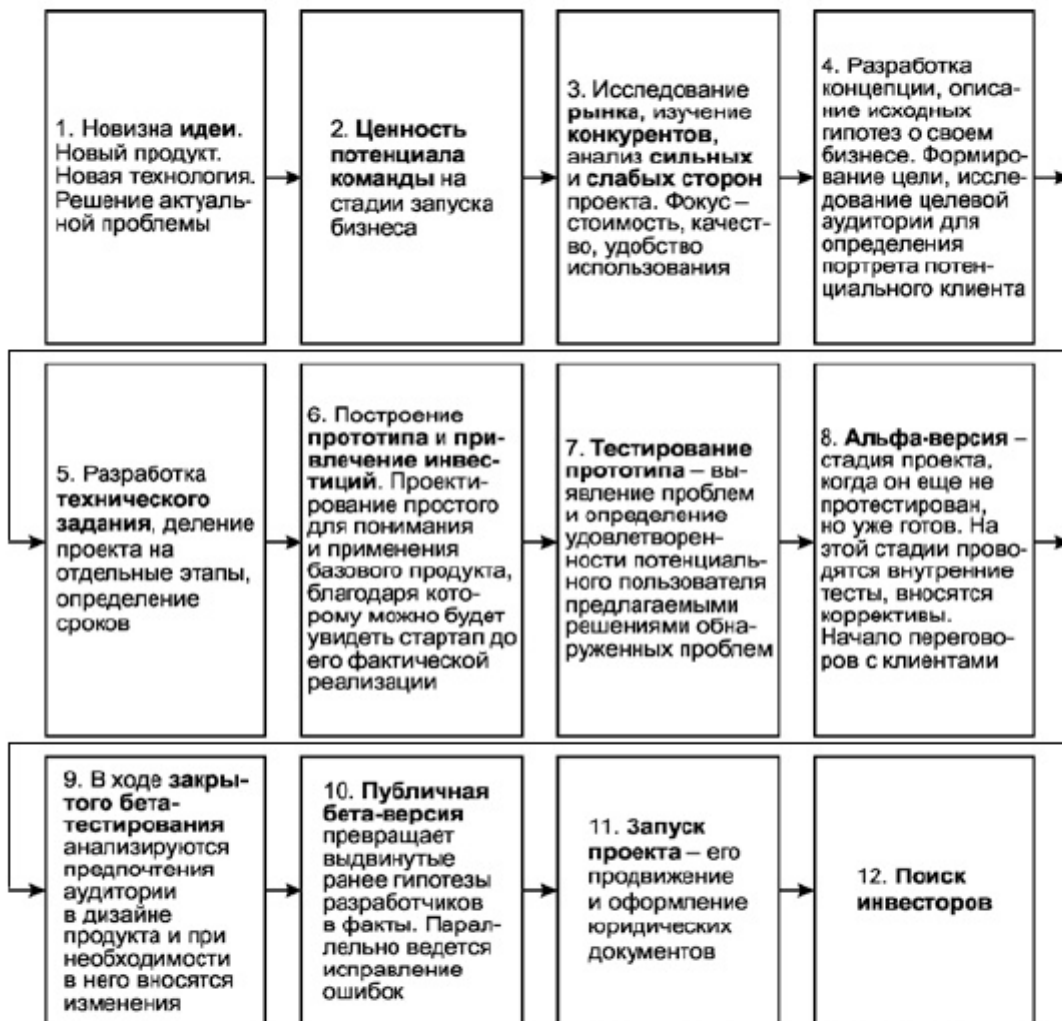 1. Новизна идеи.
Новый продукт.
Новая технология.
Решение актуаль-
ной проблемы
2. Ценность
потенциала
команды на
стадии запуска
бизнеса
3. Исследование
рынка, изучение
конкурентов,
анализ сильных
и слабых сторон
проекта. Фокус –
стоимость, качест-
во, удобство
использования
4. Разработка
концепции, описа-
ние исходных
гипотез о своем
бизнесе. Формиро-
вание цели, иссле-
дование целевой
аудитории для
определения
портрета потен-
циального клиента
5. Разработка
технического
задания, деление
проекта на
отдельные этапы,
определение
сроков
6. Построение
прототипа и при-
влечение инвес-
тиций. Проекти-
рование простого
для понимания
и применения
базового продукта,
благодаря кото-
рому можно будет
увидеть стартап до
его фактической
реализации
7. Тестирование
прототипа – вы-
явление проблем
и определение
удовлетворен-
ности потенциаль-
ного пользователя
предлагаемыми
решениями обна-
руженных проблем
8. Альфа-версия –
стадия проекта,
когда он еще не
протестирован,
но уже готов. На
этой стадии прово-
дятся внутренние
тесты, вносятся
коррективы.
Начало перегово-
ров с клиентами
9. В ходе закры-
того бета-
тестирования
анализируются
предпочтения
аудитории
в дизайне
продукта и при
необходимости
в него вносятся
изменения
10. Публичная
бета-версия
превращает
выдвинутые
ранее гипотезы
разработчиков
в факты. Парал-
лельно ведется
исправление
ошибок
11. Запуск
проекта – его
продвижение
и оформление
юридических
документов
12. Поиск
инвесторов